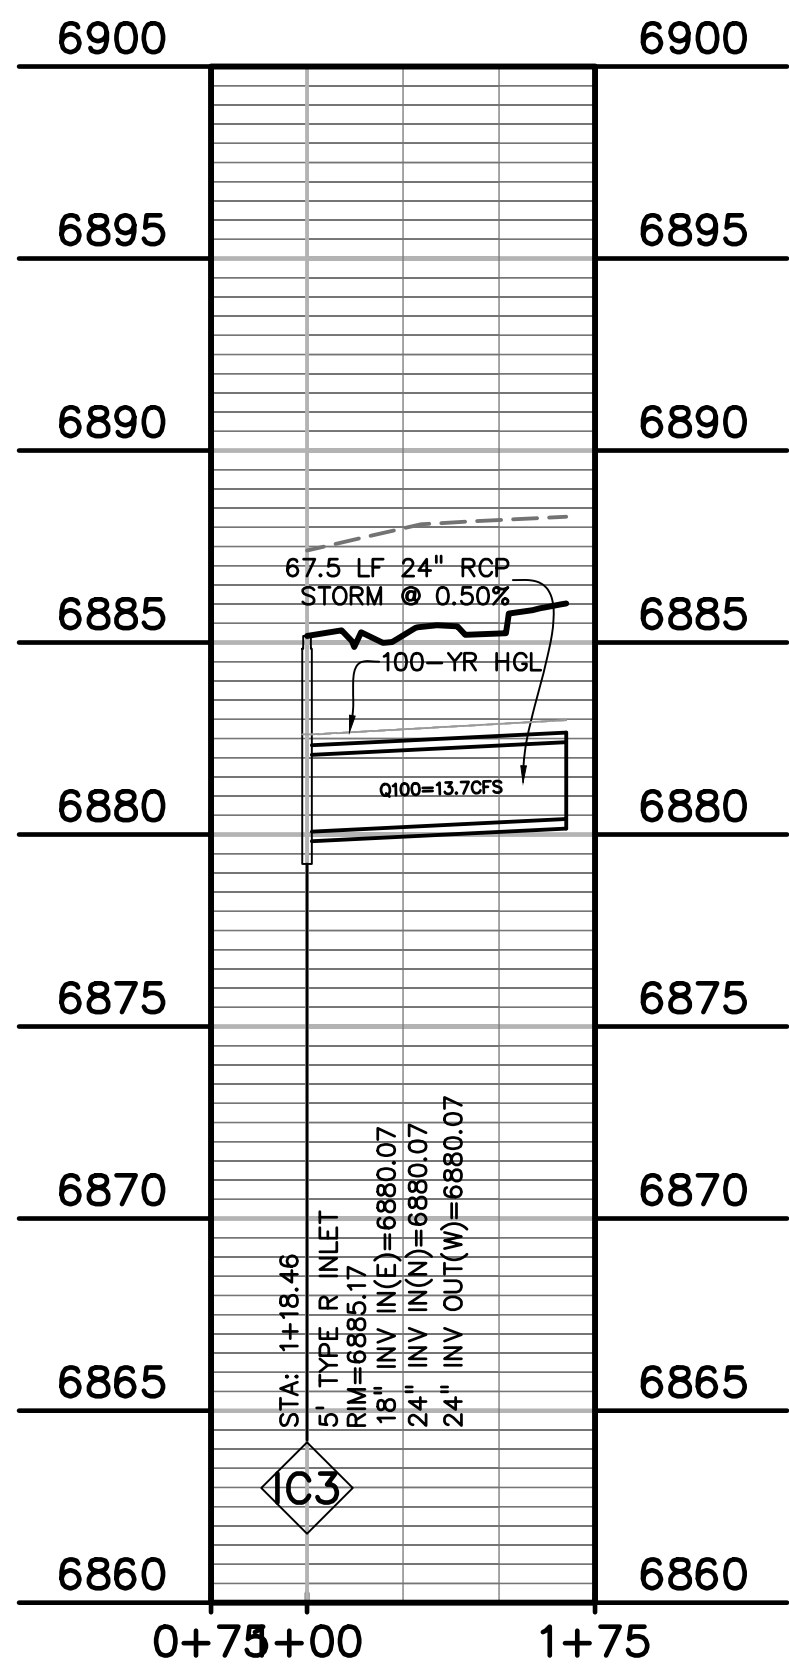 6900 6900
6895 6895
6890 6890
67.5 LF 24" RCP
STORM @ 0.50%
6885 6885
100-YR HGL
Q100=13.7CFS
6880 6880
6875 6875
6870 6870
STA: 1+18.46
5' TYPE R INLET
RIM=6885.17
18" INV IN(E)=6880.07
24" INV IN(N)=6880.07
24" INV OUT(W)=6880.07
6865 6865
IC3
6860 6860
0+75 1+00 1+75